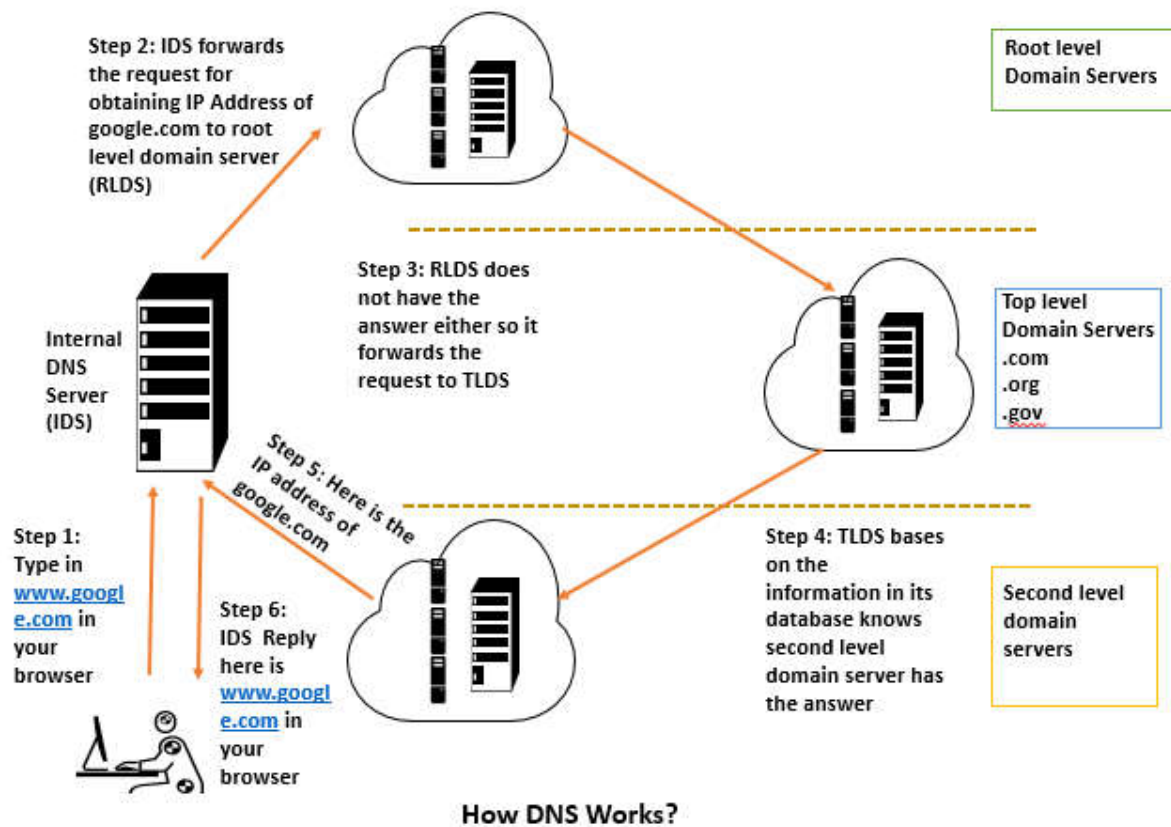 Step 2: IDS forwards
the request for
obtaining IP Address of
google.com to root
level domain server
(RLDS)
Root level
Domain Servers
Step 3: RLDS does
not have the
answer either so it
forwards the
request to TLDS
Top level
Domain Servers
.com
.org
.gov
Internal
DNS
Server
(IDS)
Step 5: Here is the
IP address of
google.com
Step 1:
Type in
www.googl
e.com in
your
browser
Step 6:
IDS Reply
here is
www.googl
e.com in
your
browser
Step 4: TLDS bases
on the
information in its
database knows
second level
domain server has
the answer
Second level
domain
servers
How DNS Works?